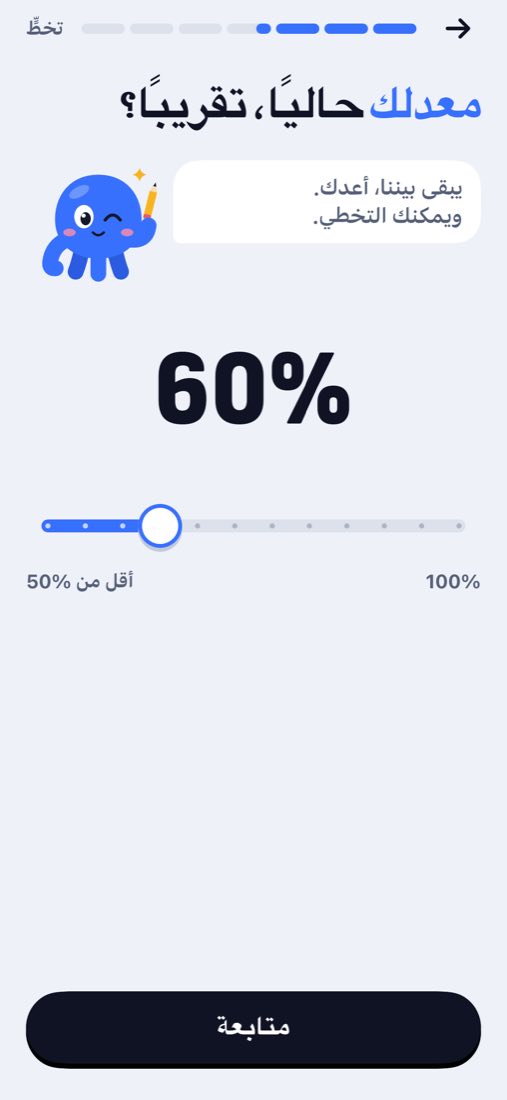 تخطَّ
معدلك حاليًا، تقريبًا؟
يبقى بيننا، أعدك.
ويمكنك التخطي.
60%
100%
أقل من 50%
متابعة